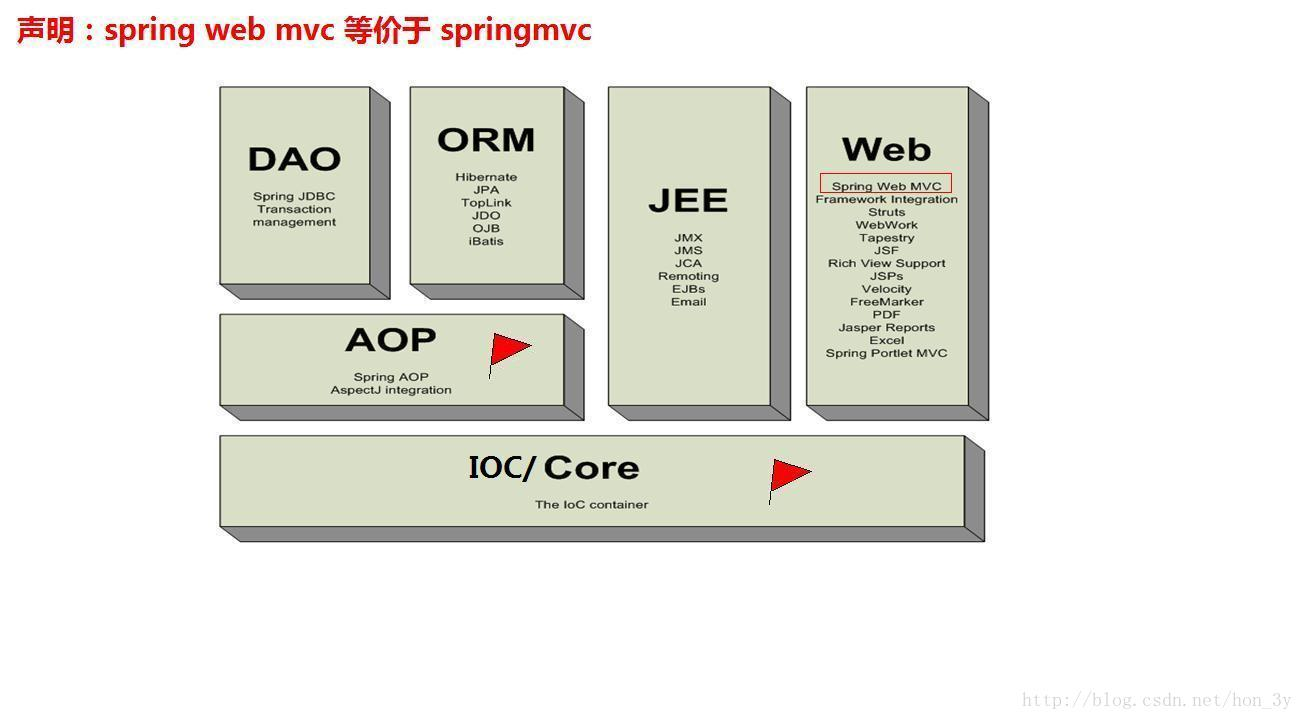 声明：spring web mvc 等价于 springmvc
DAO
Spring JDBC
Transaction
management
ORM
Hibernate
JPA
TopLink
JDO
OJB
iBatis
JEE
JMX
JMS
JCA
Remoting
EJBs
Email
Web
Spring Web MVC
Framework Integration
Struts
WebWork
Tapestry
JSF
Rich View Support
JSPs
Velocity
FreeMarker
PDF
Jasper Reports
Excel
Spring Portlet MVC
AOP
Spring AOP
AspectJ integration
IOC/ Core
The IoC container
http://blog.csdn.net/hon_3y